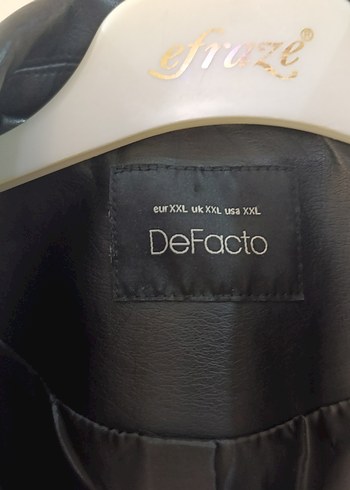 efraze®
eur XXL uk XXL usa XXL
DeFacto